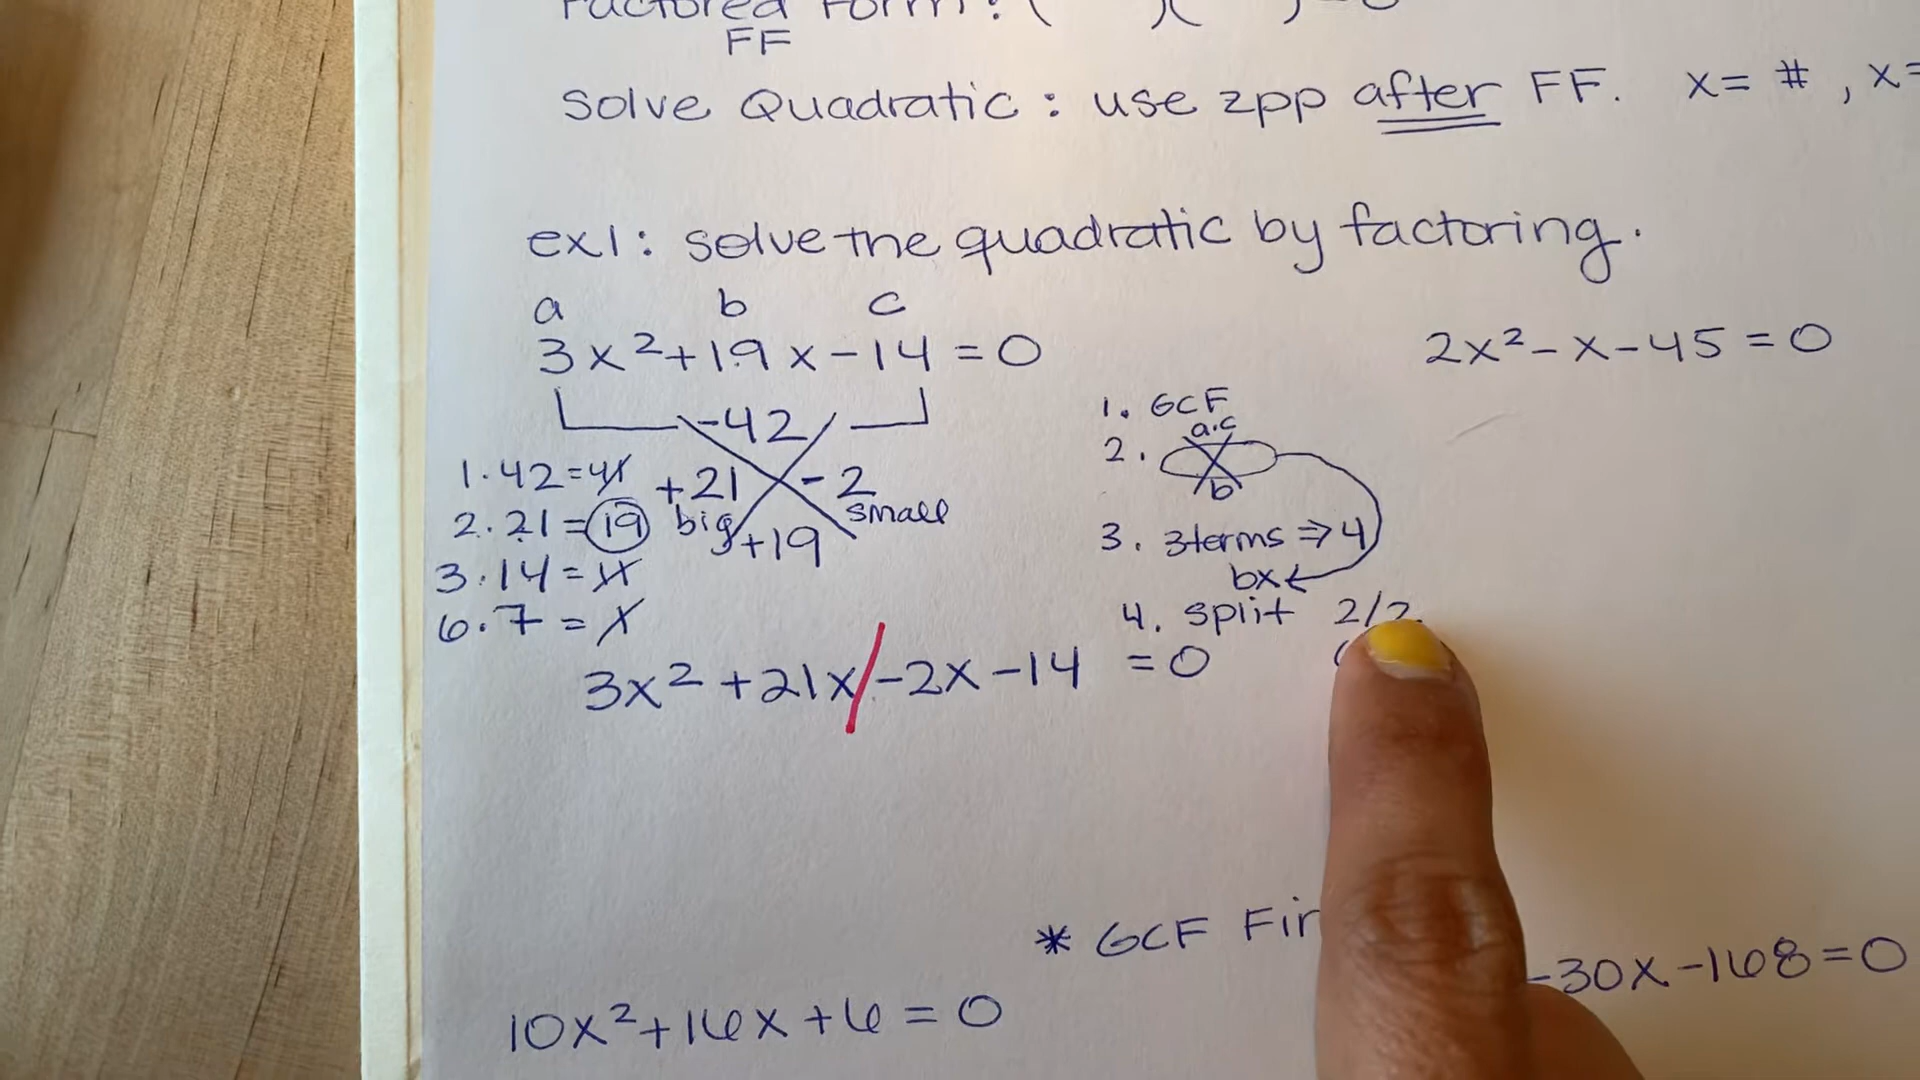 Factored Form: ( )( ) = 0
FF
Solve Quadratic: use zpp after FF. x= #, x=
ex1: solve the quadratic by factoring.
a b c
3x²+19x-14=0
2x²-x-45=0
-42
1.42=41
2.21=19
3.14=11
6.7=1
+21 -2
big small
+19
1. GCF
a.c
2.
b
3. 3terms ⇒ 4
bx
4. split 2/2
3x²+21x/-2x-14 =0
* GCF Fir
-30x-168=0
10x²+16x+6=0